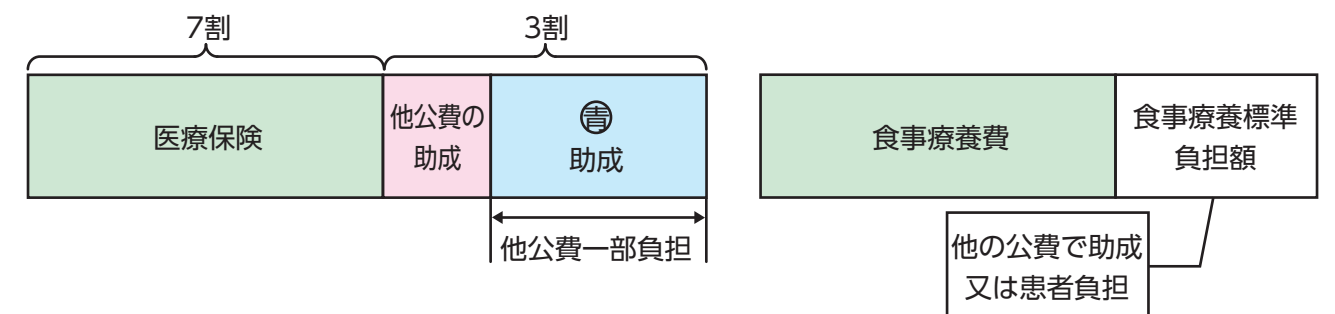 7割
3割
医療保険
他公費の
助成
㊝青
助成
他公費一部負担
食事療養費
食事療養標準
負担額
他の公費で助成
又は患者負担